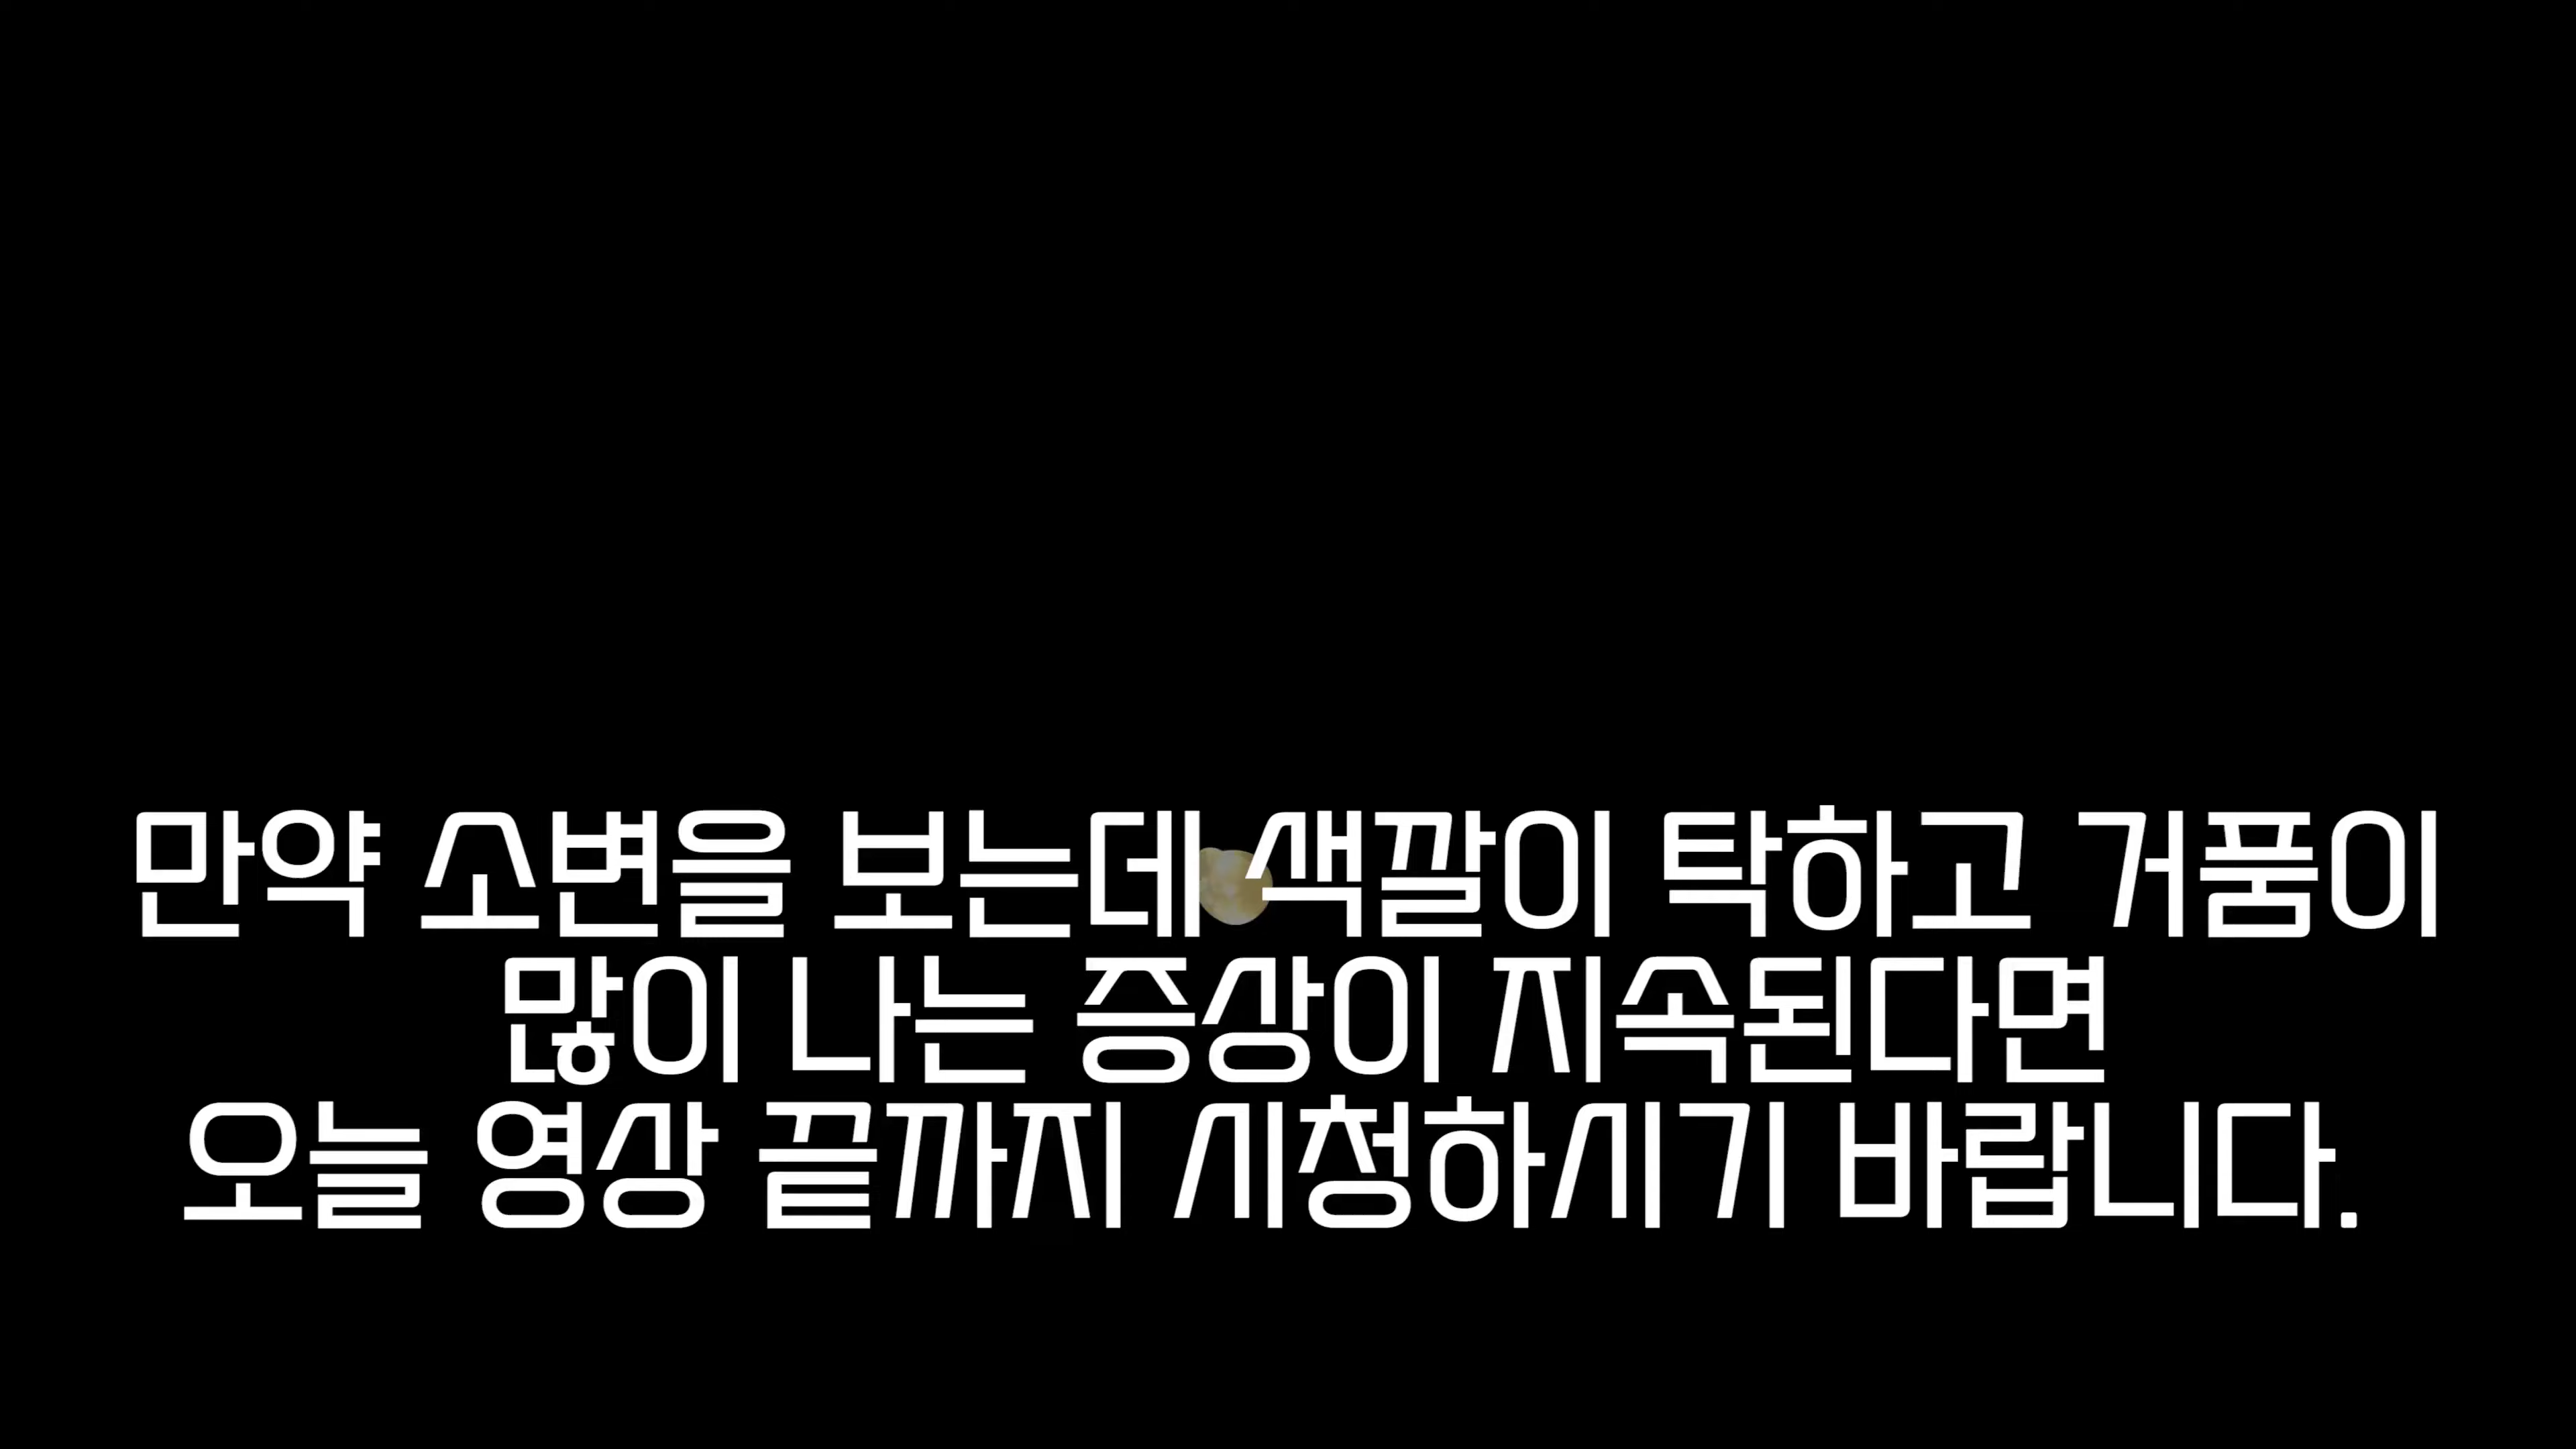 만약 소변을 보는데 색깔이 탁하고 거품이
많이 나는 증상이 지속된다면
오늘 영상 끝까지 시청하시기 바랍니다.